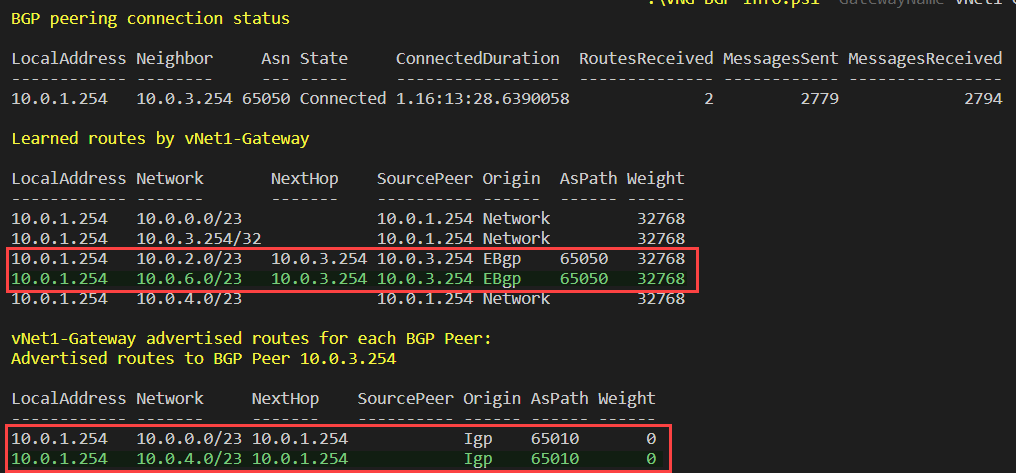 .\VNG-BGP-info.ps1 -GatewayName vNet1-G
BGP peering connection status
LocalAddress Neighbor Asn State ConnectedDuration RoutesReceived MessagesSent MessagesReceived
------------ -------- --- ----- ----------------- -------------- ------------ ----------------
10.0.1.254 10.0.3.254 65050 Connected 1.16:13:28.6390058 2 2779 2794
Learned routes by vNet1-Gateway
LocalAddress Network NextHop SourcePeer Origin AsPath Weight
------------ ------- ------- ---------- ------ ------ ------
10.0.1.254 10.0.0.0/23 10.0.1.254 Network 32768
10.0.1.254 10.0.3.254/32 10.0.1.254 Network 32768
10.0.1.254 10.0.2.0/23 10.0.3.254 10.0.3.254 EBgp 65050 32768
10.0.1.254 10.0.6.0/23 10.0.3.254 10.0.3.254 EBgp 65050 32768
10.0.1.254 10.0.4.0/23 10.0.1.254 Network 32768
vNet1-Gateway advertised routes for each BGP Peer:
Advertised routes to BGP Peer 10.0.3.254
LocalAddress Network NextHop SourcePeer Origin AsPath Weight
------------ ------- ------- ---------- ------ ------ ------
10.0.1.254 10.0.0.0/23 10.0.1.254 Igp 65010 0
10.0.1.254 10.0.4.0/23 10.0.1.254 Igp 65010 0